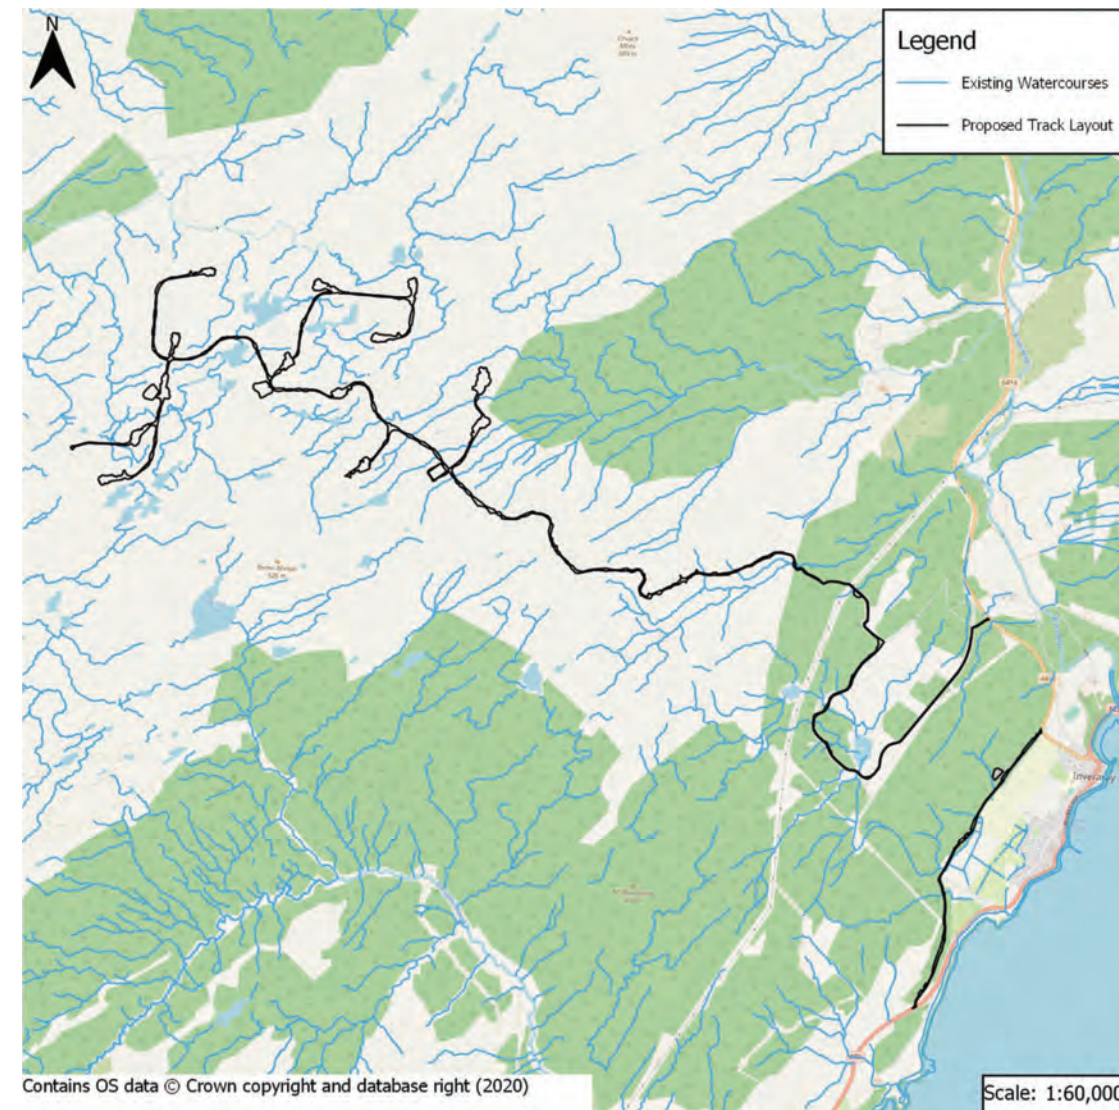 N
Legend
Existing Watercourses
Proposed Track Layout
A819
Inveraray
Contains OS data © Crown copyright and database right (2020)
Scale: 1:60,000